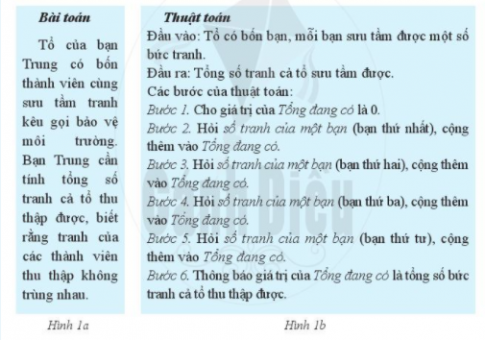 Bài toán
Tổ của bạn
Trung có bốn
thành viên cùng
sưu tầm tranh
kêu gọi bảo vệ
môi trường.
Bạn Trung cần
tính tổng số
tranh cả tổ thu
thập được, biết
rằng tranh của
các thành viên
thu thập không
trùng nhau.
Hình 1a
Thuật toán
Đầu vào: Tổ có bốn bạn, mỗi bạn sưu tầm được một số
bức tranh.
Đầu ra: Tổng số tranh cả tổ sưu tầm được.
Các bước của thuật toán:
Bước 1. Cho giá trị của Tổng đang có là 0.
Bước 2. Hỏi số tranh của một bạn (bạn thứ nhất), cộng
thêm vào Tổng đang có.
Bước 3. Hỏi số tranh của một bạn (bạn thứ hai), cộng thêm
vào Tổng đang có.
Bước 4. Hỏi số tranh của một bạn (bạn thứ ba), cộng thêm
vào Tổng đang có.
Bước 5. Hỏi số tranh của một bạn (bạn thứ tư), cộng
thêm vào Tổng đang có.
Bước 6. Thông báo giá trị của Tổng đang có là tổng số bức
tranh cả tổ thu thập được.
Hình 1b
Cánh Diều